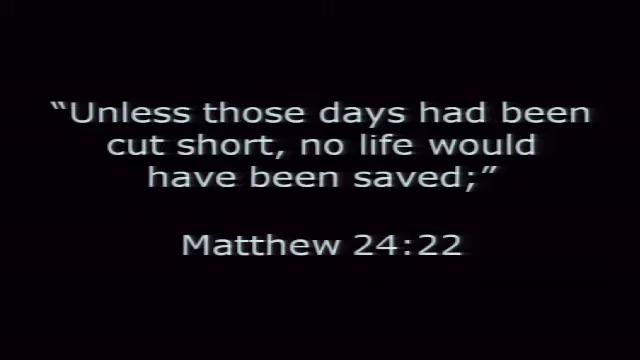 “Unless those days had been
cut short, no life would
have been saved;”
Matthew 24:22